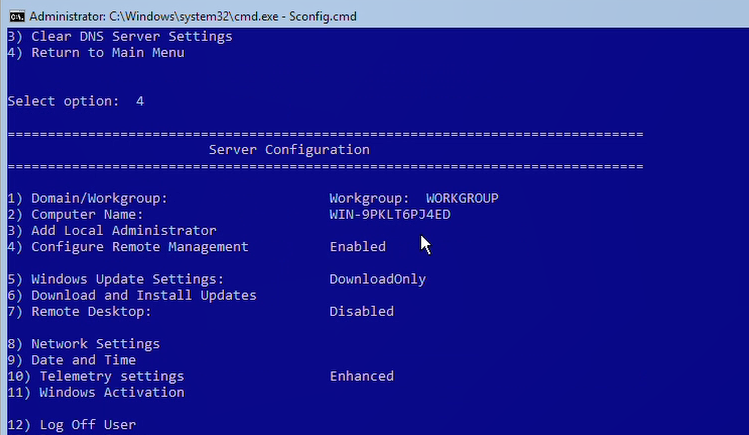 Administrator: C:\Windows\system32\cmd.exe - Sconfig.cmd
3) Clear DNS Server Settings
4) Return to Main Menu
Select option:  4
===============================================================================
Server Configuration
===============================================================================
1) Domain/Workgroup:                    Workgroup:  WORKGROUP
2) Computer Name:                       WIN-9PKLT6PJ4ED
3) Add Local Administrator
4) Configure Remote Management          Enabled
5) Windows Update Settings:             DownloadOnly
6) Download and Install Updates
7) Remote Desktop:                      Disabled
8) Network Settings
9) Date and Time
10) Telemetry settings                  Enhanced
11) Windows Activation
12) Log Off User